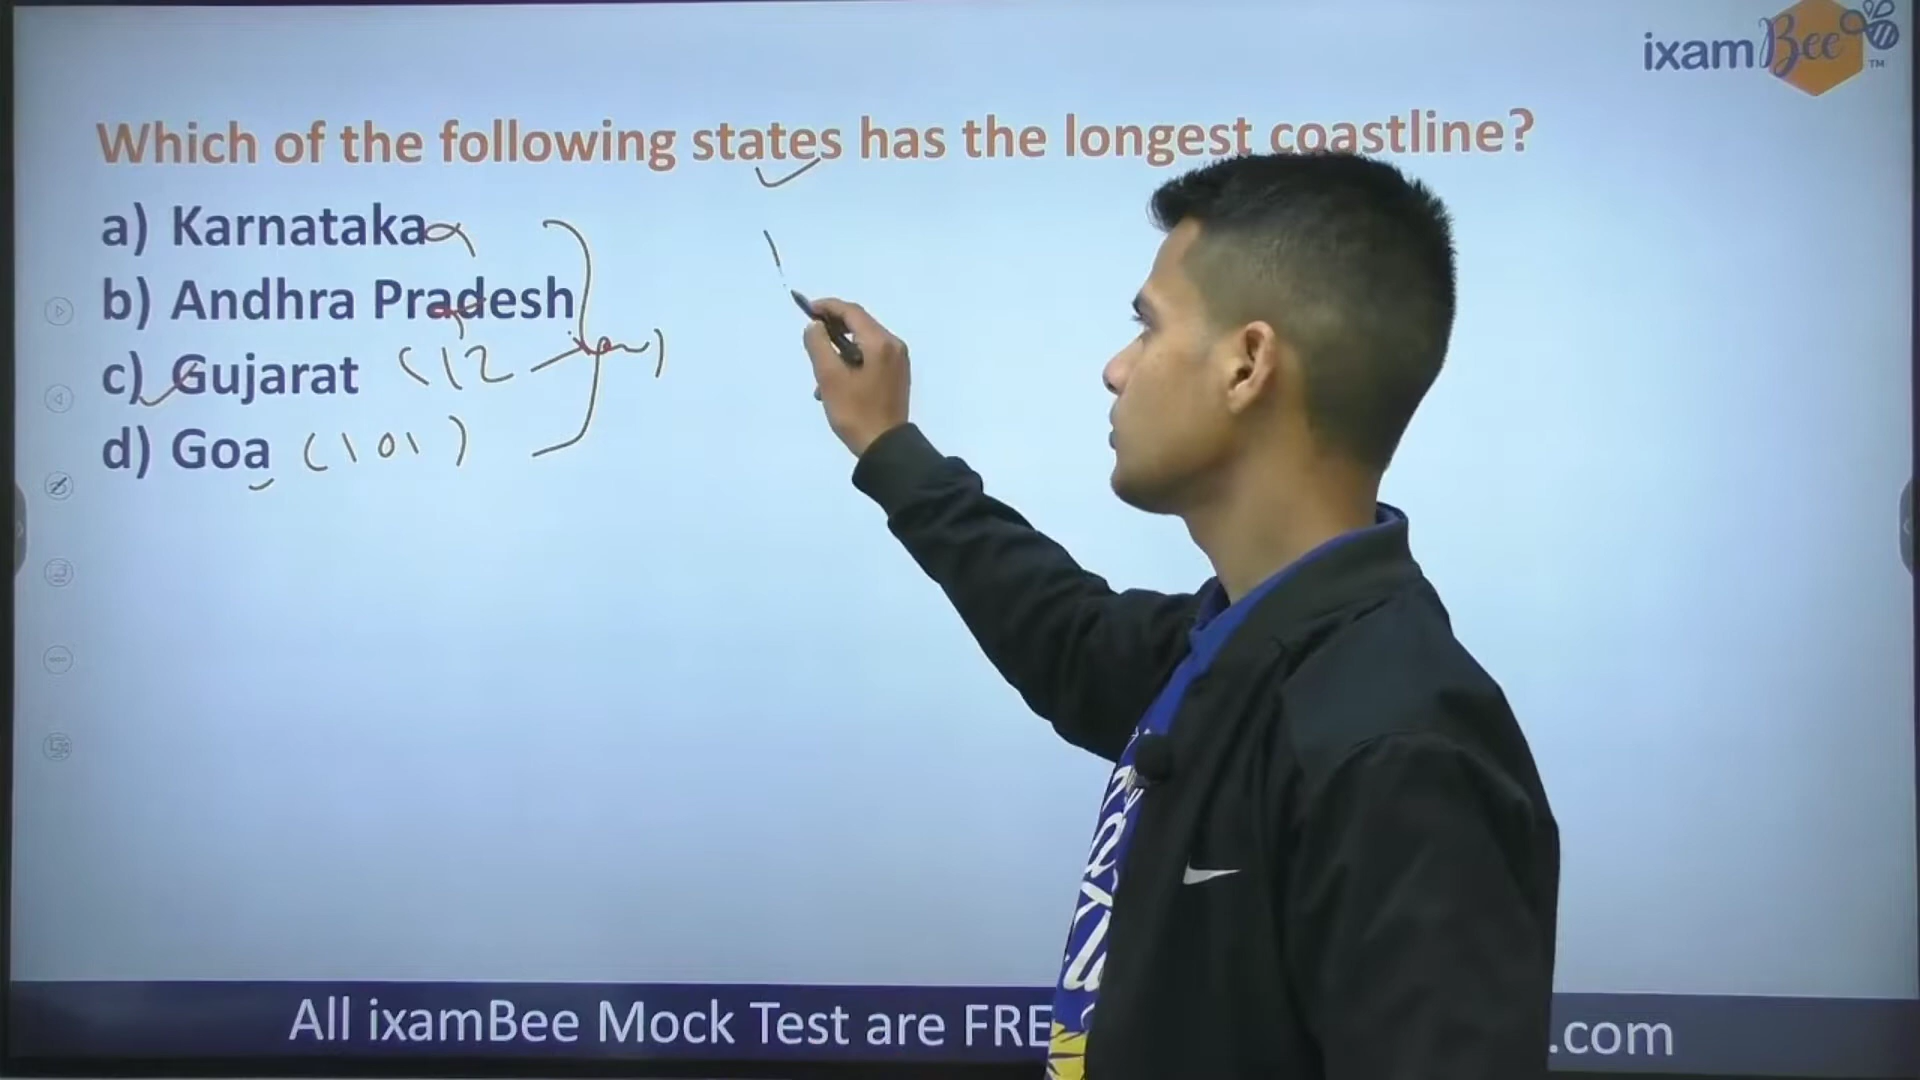 ixamBee™
Which of the following states has the longest coastline?
a) Karnataka
b) Andhra Pradesh
c) Gujarat (12
d) Goa (101)
All ixamBee Mock Test are FRE
.com